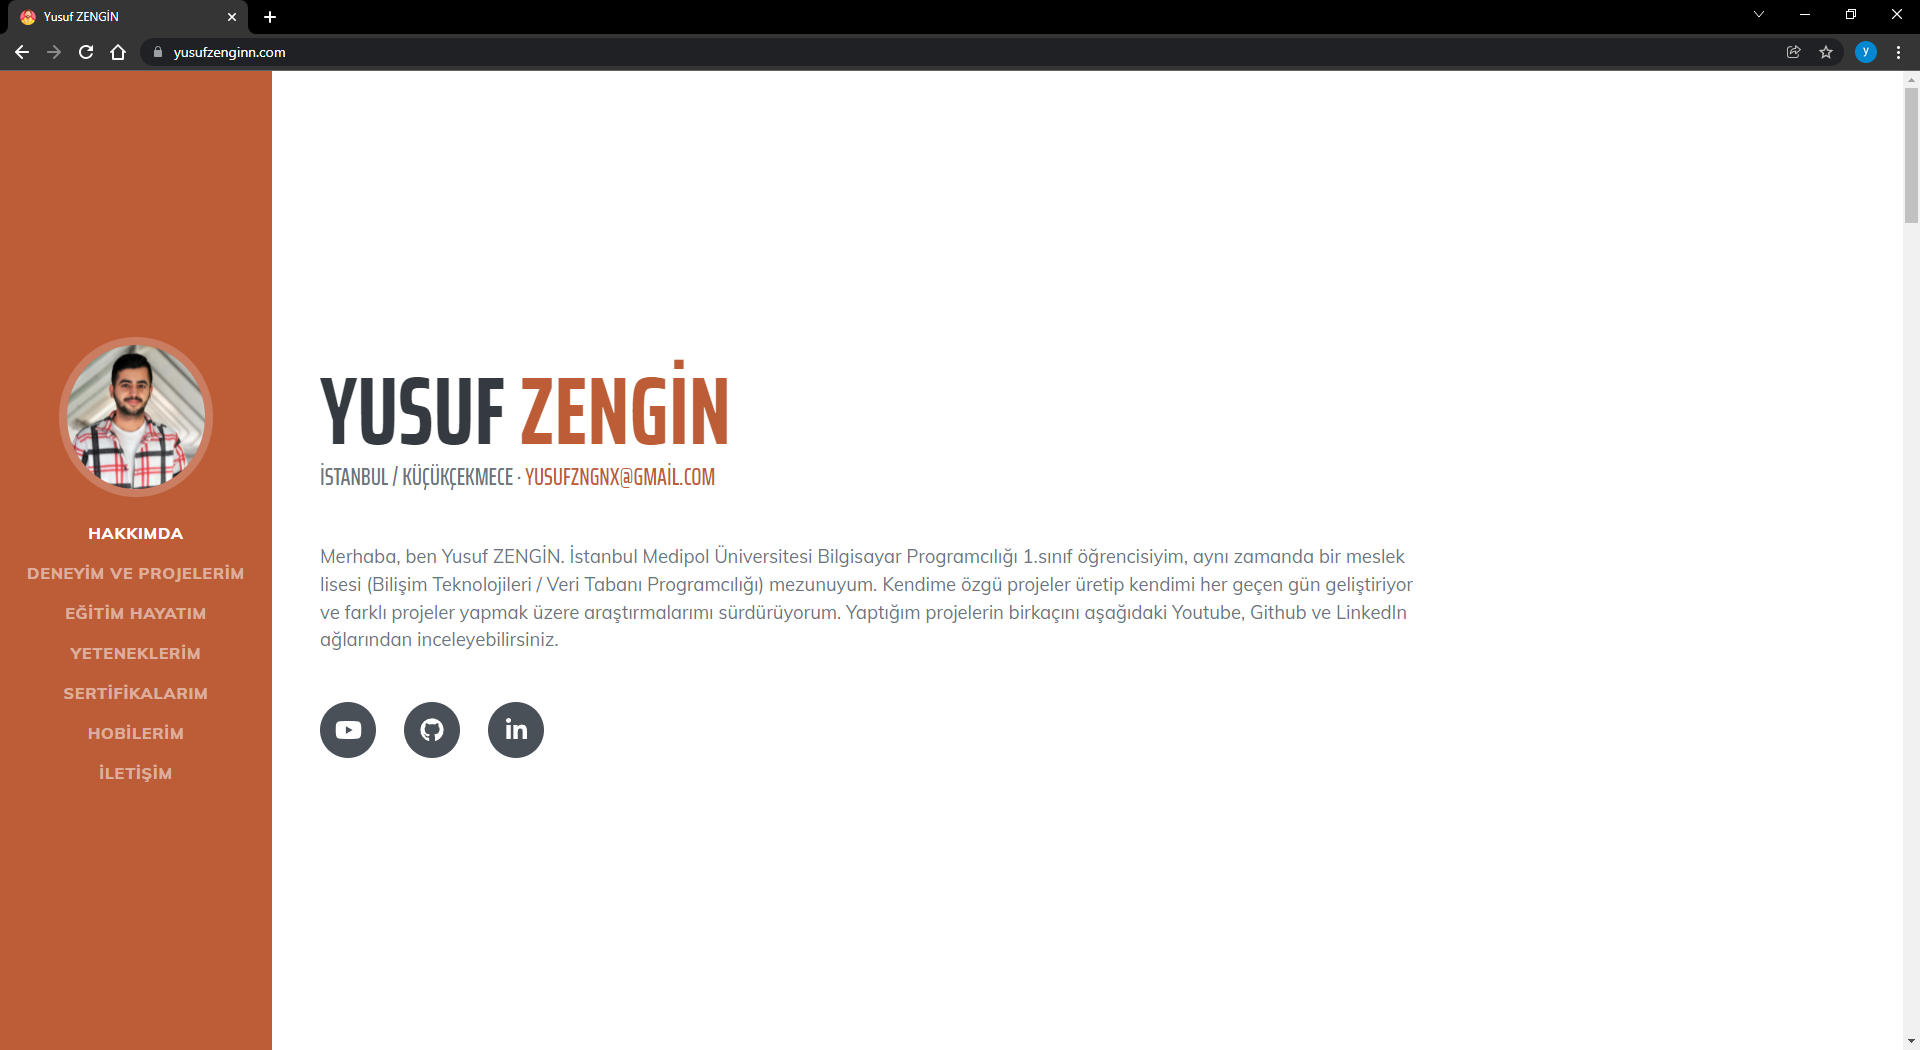 Yusuf ZENGİN
yusufzenginn.com
y
HAKKIMDA
DENEYİM VE PROJELERİM
EĞİTİM HAYATIM
YETENEKLERİM
SERTİFİKALARIM
HOBİLERİM
İLETİŞİM
YUSUF ZENGİN
İSTANBUL / KÜÇÜKÇEKMECE · YUSUFZNGNX@GMAİL.COM
Merhaba, ben Yusuf ZENGİN. İstanbul Medipol Üniversitesi Bilgisayar Programcılığı 1.sınıf öğrencisiyim, aynı zamanda bir meslek
lisesi (Bilişim Teknolojileri / Veri Tabanı Programcılığı) mezunuyum. Kendime özgü projeler üretip kendimi her geçen gün geliştiriyor
ve farklı projeler yapmak üzere araştırmalarımı sürdürüyorum. Yaptığım projelerin birkaçını aşağıdaki Youtube, Github ve LinkedIn
ağlarından inceleyebilirsiniz.
in